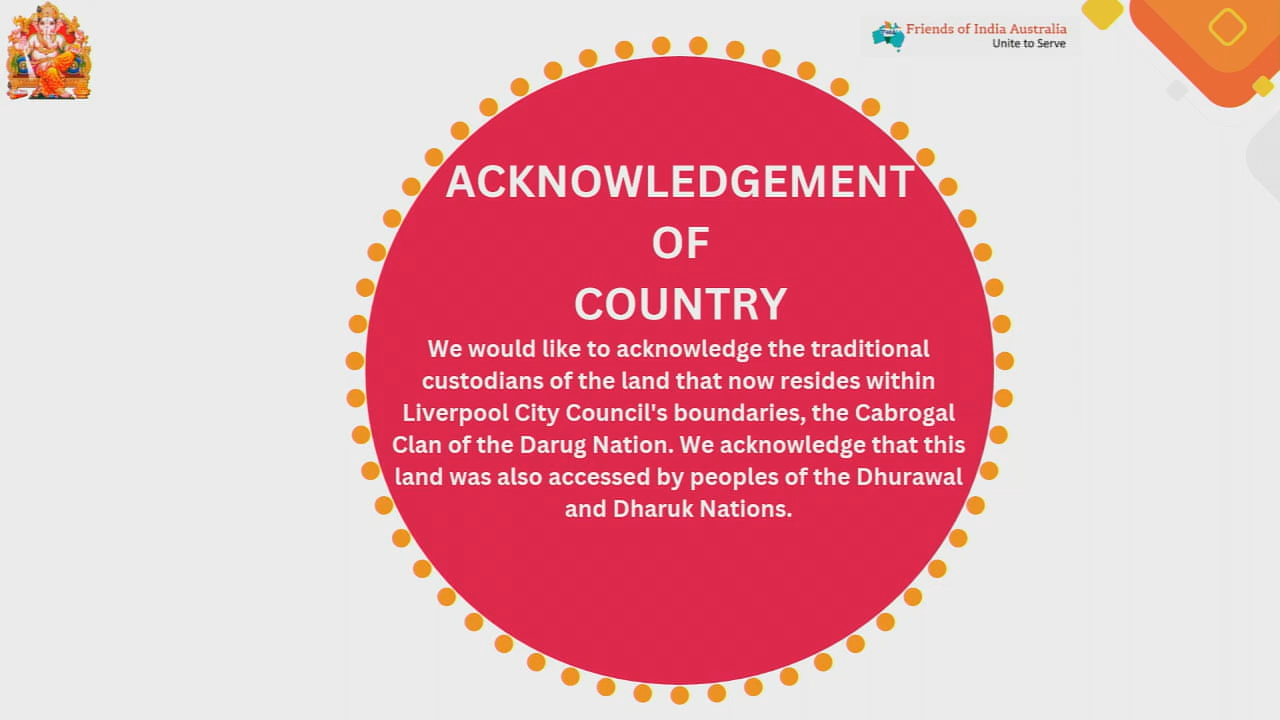 Friends of India Australia
Unite to Serve
ACKNOWLEDGEMENT
OF
COUNTRY
We would like to acknowledge the traditional
custodians of the land that now resides within
Liverpool City Council's boundaries, the Cabrogal
Clan of the Darug Nation. We acknowledge that this
land was also accessed by peoples of the Dhurawal
and Dharuk Nations.